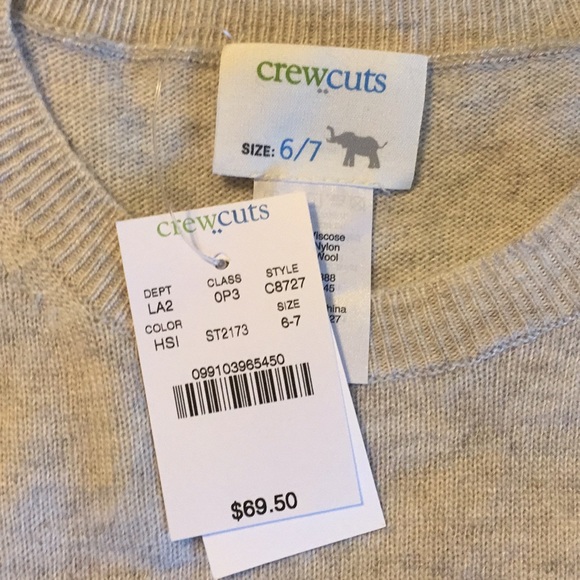 crewcuts
SIZE: 6/7
Nylon
Wool
crewcuts
DEPT CLASS STYLE
LA2 0P3 C8727
COLOR SIZE
HSI ST2173 6-7
099103965450
$69.50